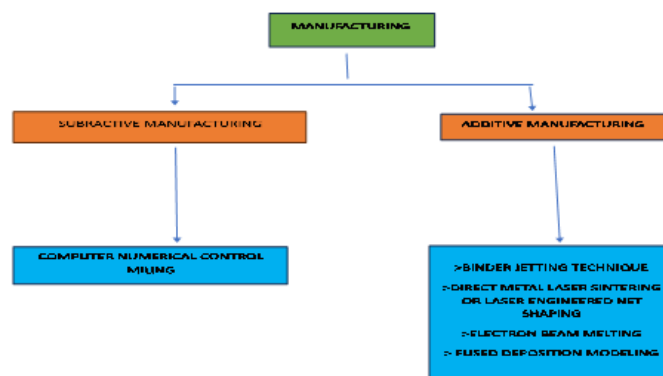 MANUFACTURING
SUBRACTIVE MANUFACTURING
ADDITIVE MANUFACTURING
COMPUTER NUMERICAL CONTROL
MILING
>BINDER JETTING TECHNIQUE
>DIRECT METAL LASER SINTERING
OR LASER ENGINEERED NET
SHAPING
>ELECTRON BEAM MELTING
> FUSED DEPOSITION MODELING